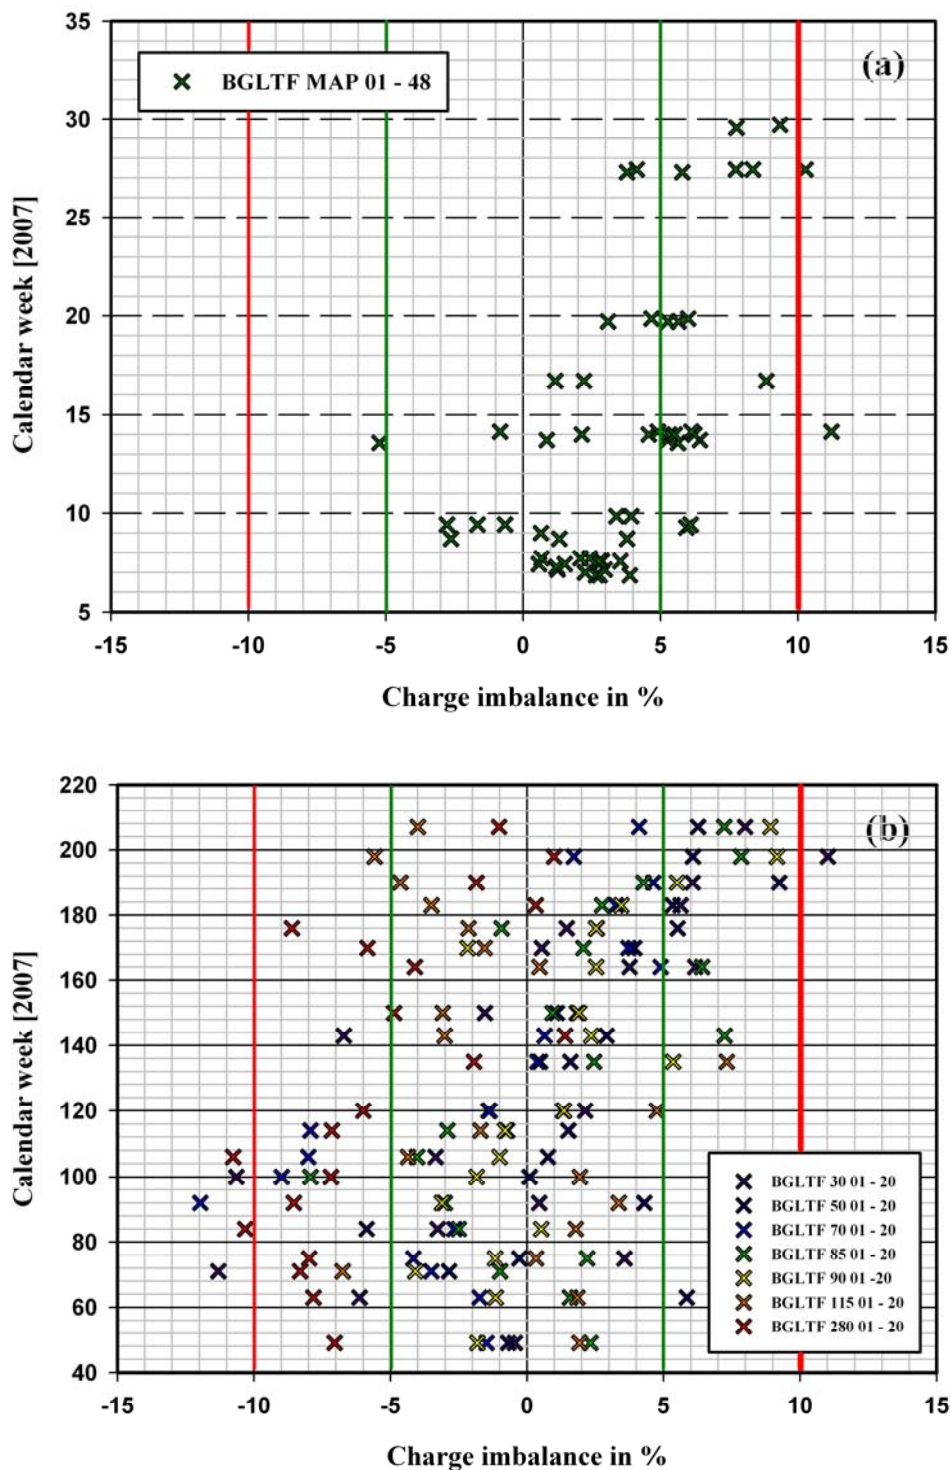 35
(a)
BGLTF MAP 01 - 48
30
25
20
15
10
5
Calendar week [2007]
-15 -10 -5 0 5 10 15
Charge imbalance in %
220
(b)
200
180
160
140
120
100
80
60
40
Calendar week [2007]
BGLTF 30 01 - 20
BGLTF 50 01 - 20
BGLTF 70 01 - 20
BGLTF 85 01 - 20
BGLTF 90 01 -20
BGLTF 115 01 - 20
BGLTF 280 01 - 20
-15 -10 -5 0 5 10 15
Charge imbalance in %